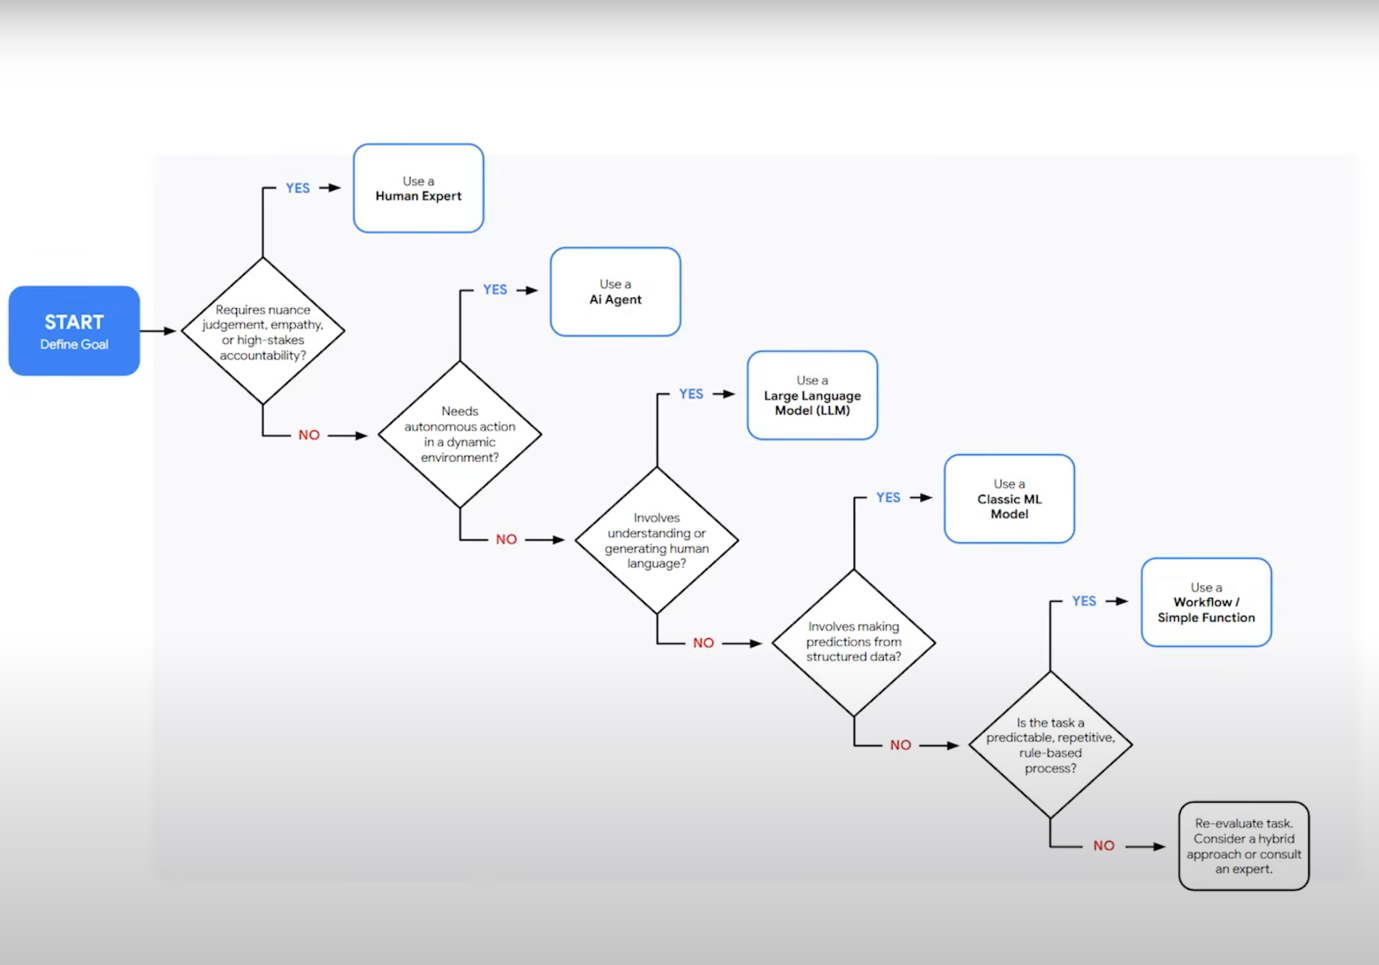 START
Define Goal
Requires nuance
judgement, empathy,
or high-stakes
accountability?
YES
Use a
Human Expert
NO
Needs
autonomous action
in a dynamic
environment?
YES
Use a
Ai Agent
NO
Involves
understanding or
generating human
language?
YES
Use a
Large Language
Model (LLM)
NO
Involves making
predictions from
structured data?
YES
Use a
Classic ML
Model
NO
Is the task a
predictable, repetitive,
rule-based
process?
YES
Use a
Workflow /
Simple Function
NO
Re-evaluate task.
Consider a hybrid
approach or consult
an expert.